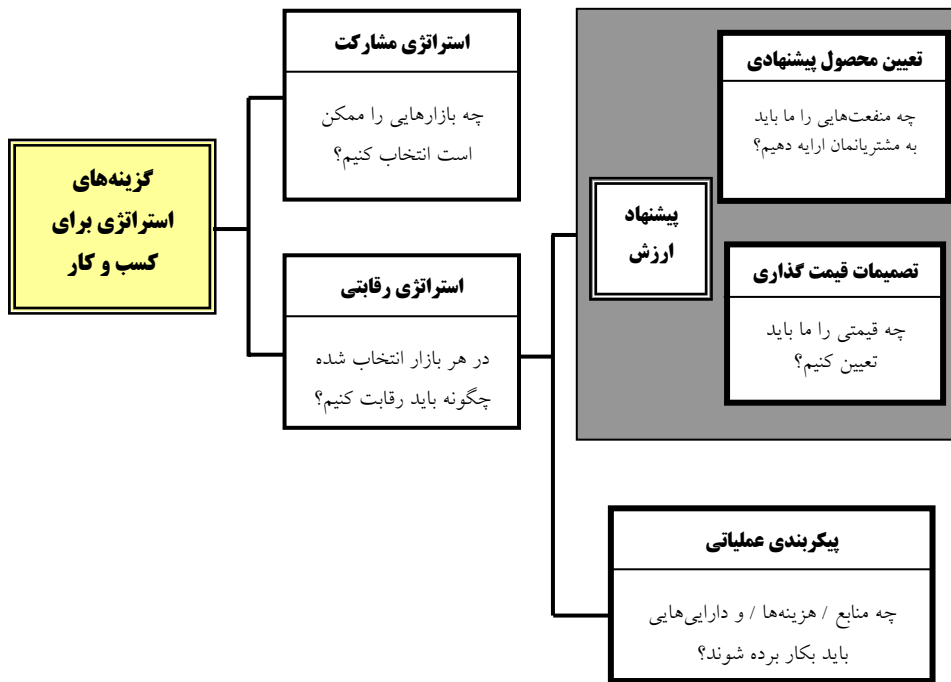 گزینه‌های
استراتژی برای
کسب و کار
استراتژی مشارکت
چه بازارهایی را ممکن
است انتخاب کنیم؟
استراتژی رقابتی
در هر بازار انتخاب شده
چگونه باید رقابت کنیم؟
پیشنهاد
ارزش
تعیین محصول پیشنهادی
چه منفعت‌هایی را ما باید
به مشتریانمان ارایه دهیم؟
تصمیمات قیمت گذاری
چه قیمتی را ما باید
تعیین کنیم؟
پیکربندی عملیاتی
چه منابع / هزینه‌ها / و دارایی‌هایی
باید بکار برده شوند؟